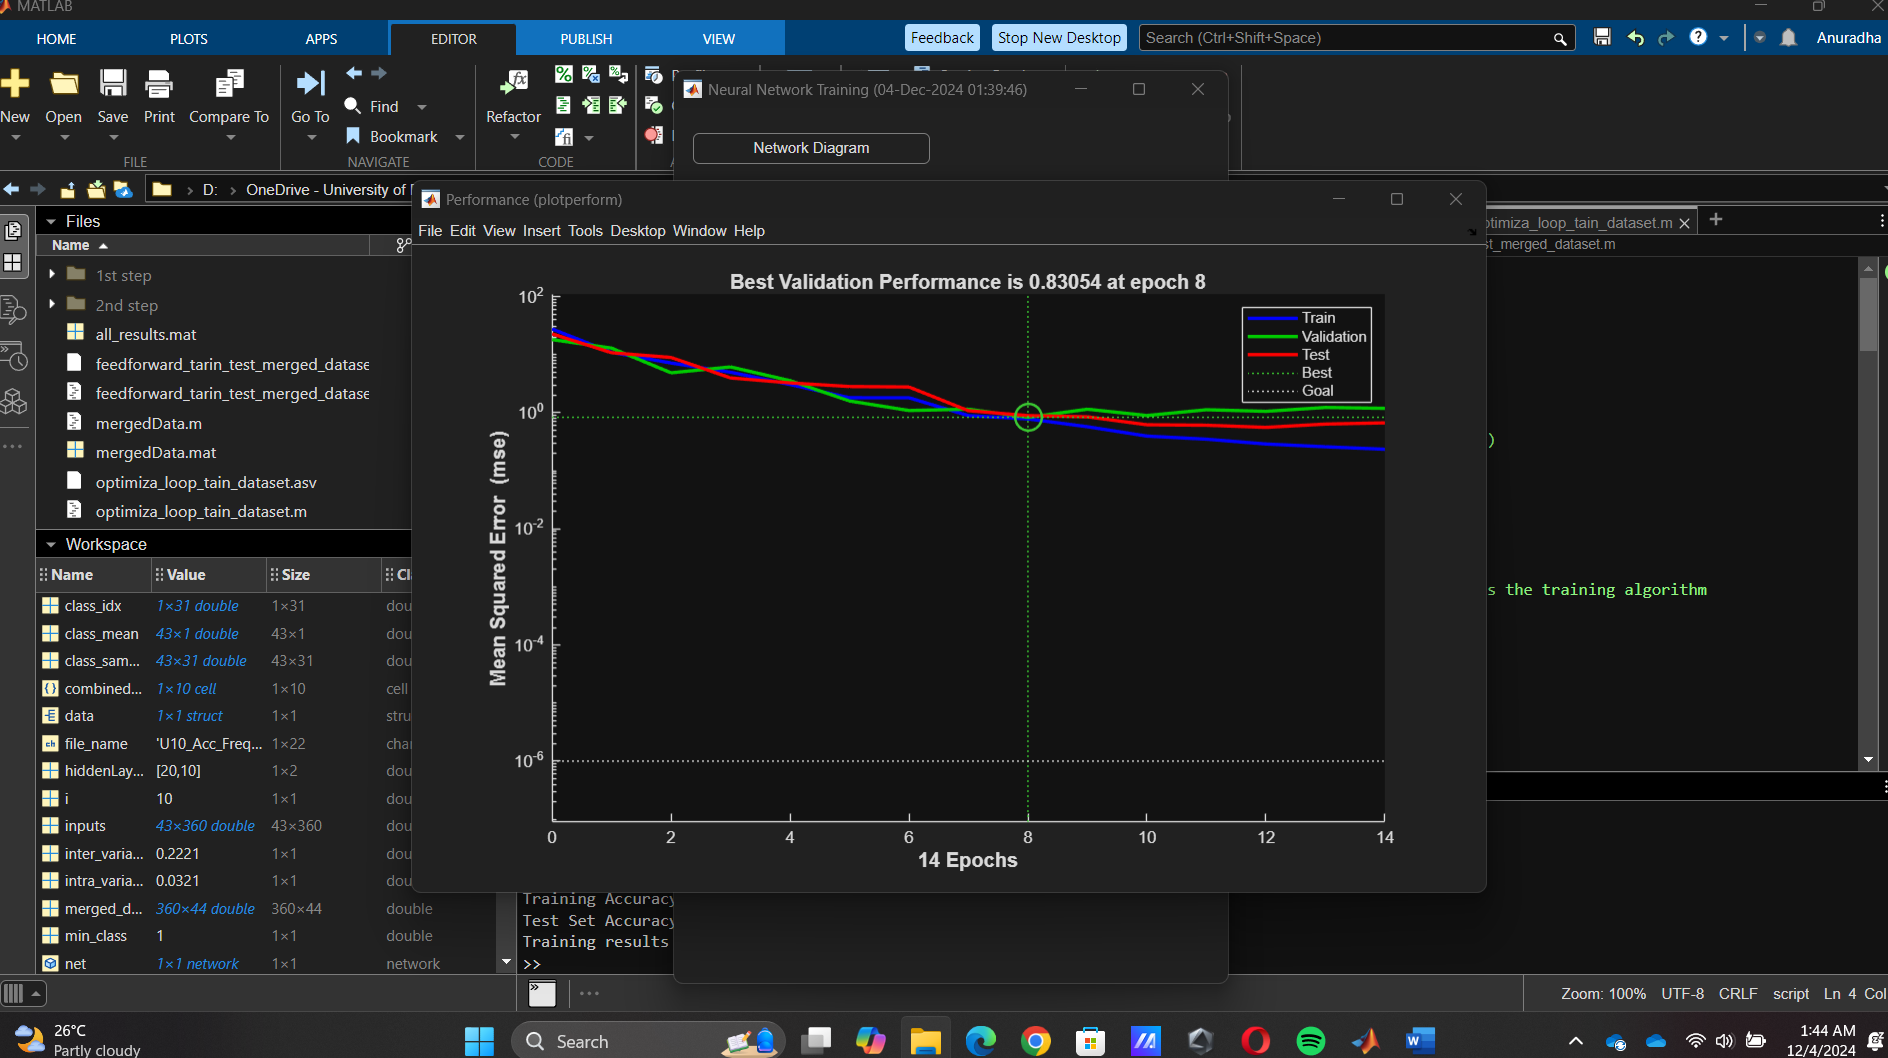 MATLAB
HOME PLOTS APPS EDITOR PUBLISH VIEW Feedback Stop New Desktop Search (Ctrl+Shift+Space) Anuradha
New Open Save Print Compare To Go To Find Bookmark Refactor
FILE NAVIGATE CODE
Neural Network Training (04-Dec-2024 01:39:46)
Network Diagram
D: OneDrive - University of
Performance (plotperform)
File Edit View Insert Tools Desktop Window Help
optimiza_loop_tain_dataset.m
st_merged_dataset.m
Files
Name
1st step
2nd step
all_results.mat
feedforward_tarin_test_merged_datase
feedforward_tarin_test_merged_datase
mergedData.m
mergedData.mat
optimiza_loop_tain_dataset.asv
optimiza_loop_tain_dataset.m
Best Validation Performance is 0.83054 at epoch 8
Train
Validation
Test
Best
Goal
10^2
10^0
10^-2
10^-4
10^-6
Mean Squared Error (mse)
0 2 4 6 8 10 12 14
14 Epochs
)
s the training algorithm
Workspace
Name Value Size Cl
class_idx 1×31 double 1×31 dou
class_mean 43×1 double 43×1 dou
class_sam... 43×31 double 43×31 dou
combined... 1×10 cell 1×10 cell
data 1×1 struct 1×1 stru
file_name 'U10_Acc_Freq... 1×22 cha
hiddenLay... [20,10] 1×2 dou
i 10 1×1 dou
inputs 43×360 double 43×360 dou
inter_varia... 0.2221 1×1 dou
intra_varia... 0.0321 1×1 dou
merged_d... 360×44 double 360×44 double
min_class 1 1×1 double
net 1×1 network 1×1 network
Training Accuracy
Test Set Accuracy
Training results
>>
Zoom: 100% UTF-8 CRLF script Ln 4 Col
26°C
Partly cloudy
Search
1:44 AM
12/4/2024